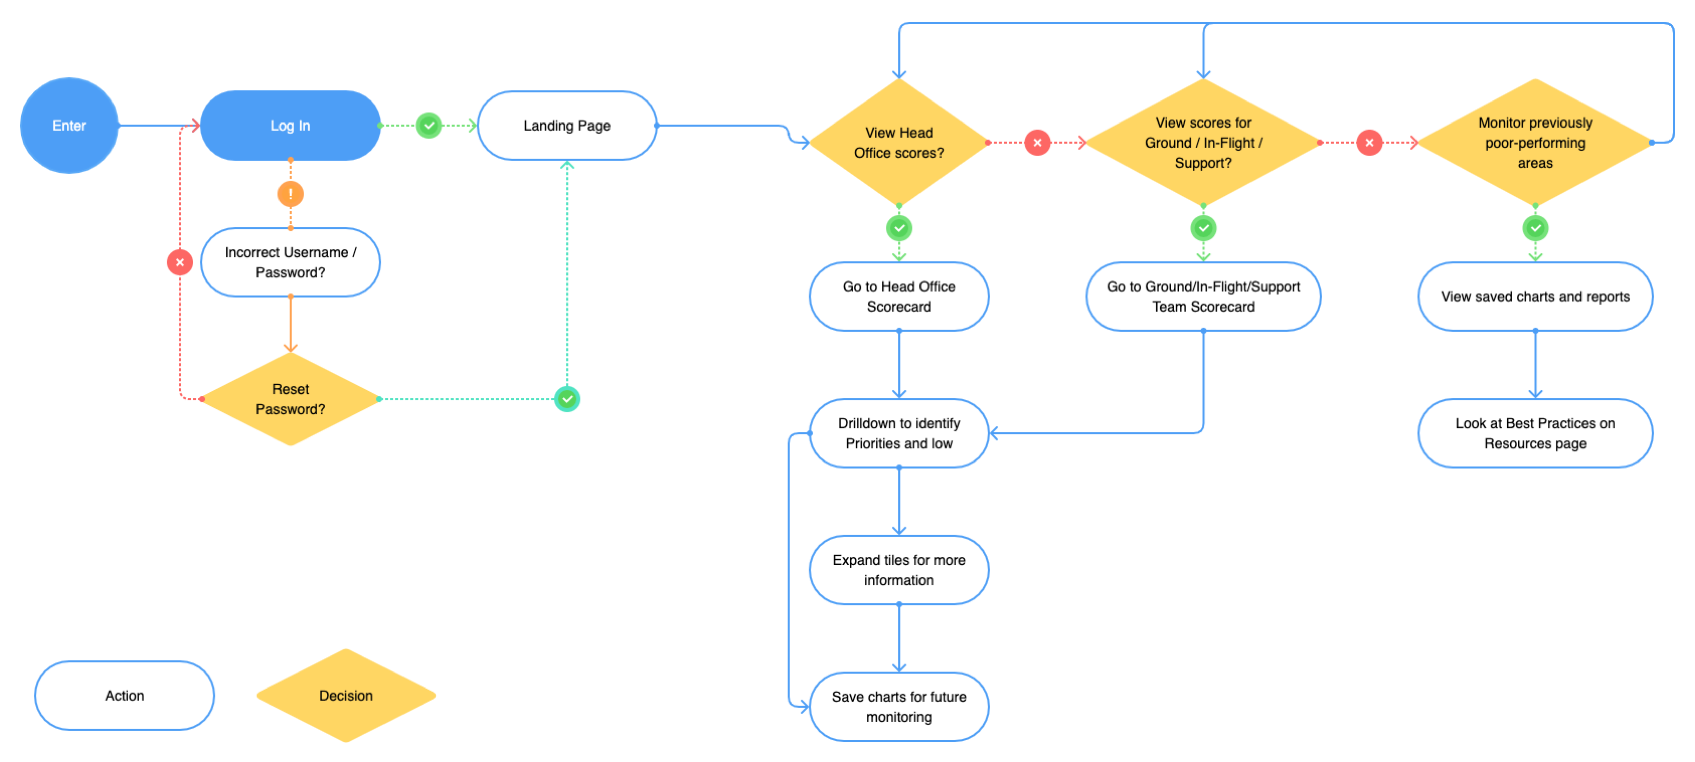 Enter
Log In
Landing Page
View Head
Office scores?
View scores for
Ground / In-Flight /
Support?
Monitor previously
poor-performing
areas
Incorrect Username /
Password?
Go to Head Office
Scorecard
Go to Ground/In-Flight/Support
Team Scorecard
View saved charts and reports
Reset
Password?
Drilldown to identify
Priorities and low
Look at Best Practices on
Resources page
Expand tiles for more
information
Action
Decision
Save charts for future
monitoring